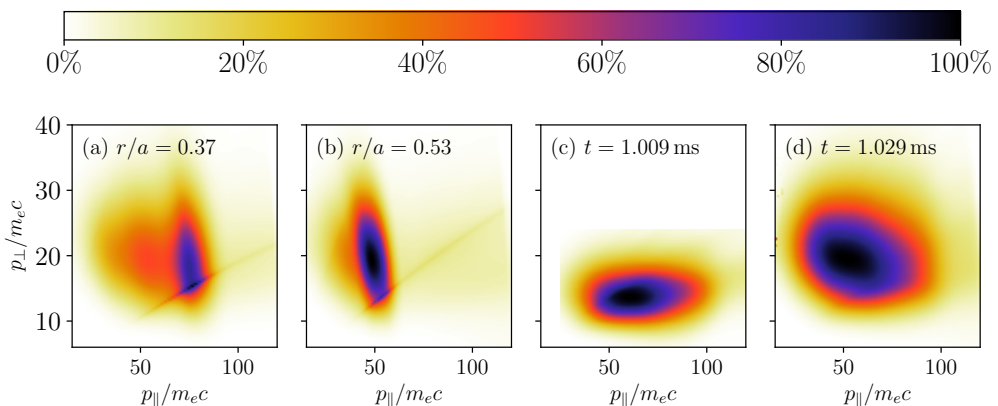 0% 20% 40% 60% 80% 100%
(a) r/a = 0.37
(b) r/a = 0.53
(c) t = 1.009 ms
(d) t = 1.029 ms
40
30
20
10
p⊥/mₑc
50 100 50 100 50 100 50 100
p∥/mₑc p∥/mₑc p∥/mₑc p∥/mₑc